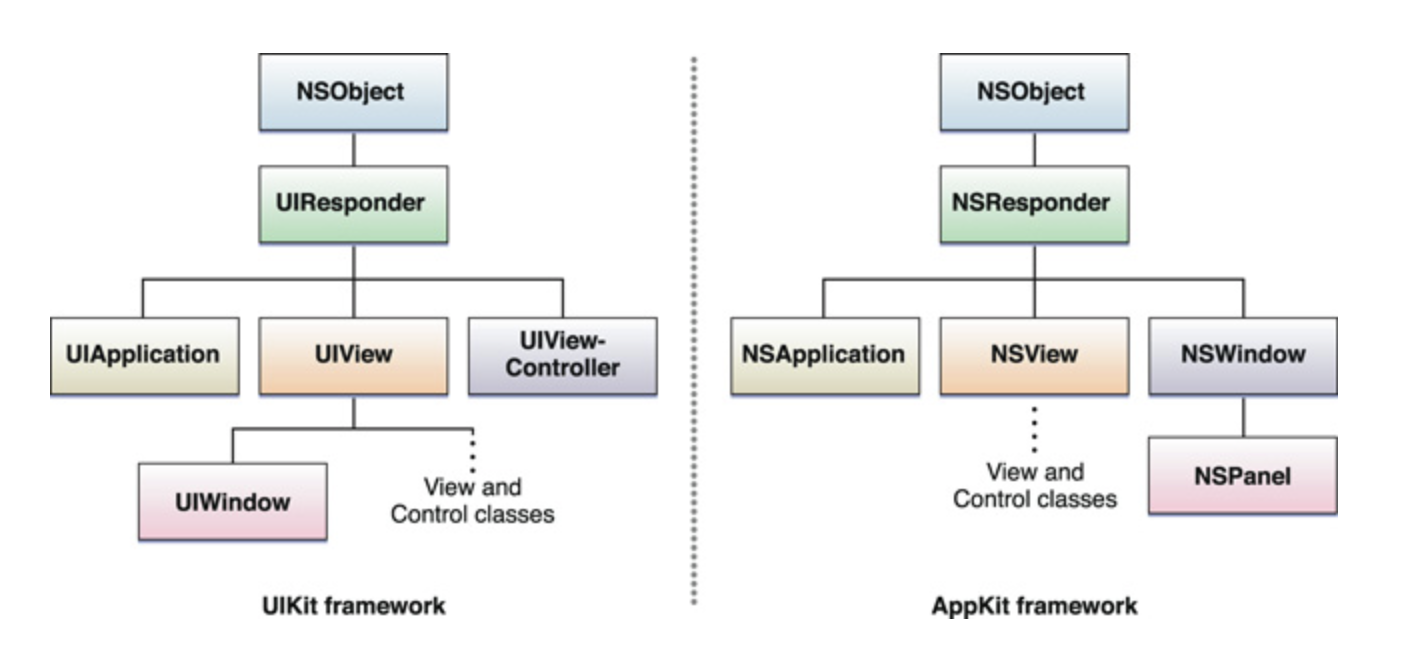 NSObject
UIResponder
UIApplication
UIView
UIView-
Controller
UIWindow
View and
Control classes
UIKit framework
NSObject
NSResponder
NSApplication
NSView
NSWindow
View and
Control classes
NSPanel
AppKit framework